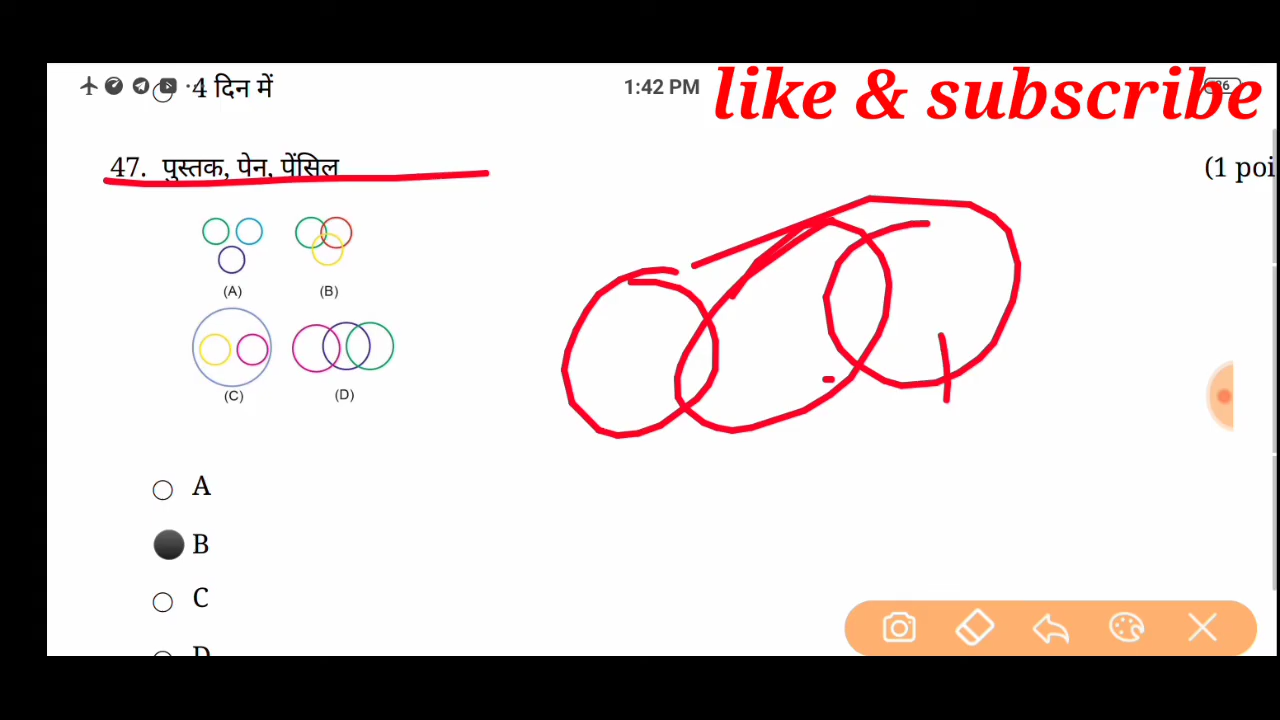 4 दिन में
1:42 PM
like & subscribe
47. पुस्तक, पेन, पेंसिल
(1 poi
(A)
(B)
(C)
(D)
A
B
C
D